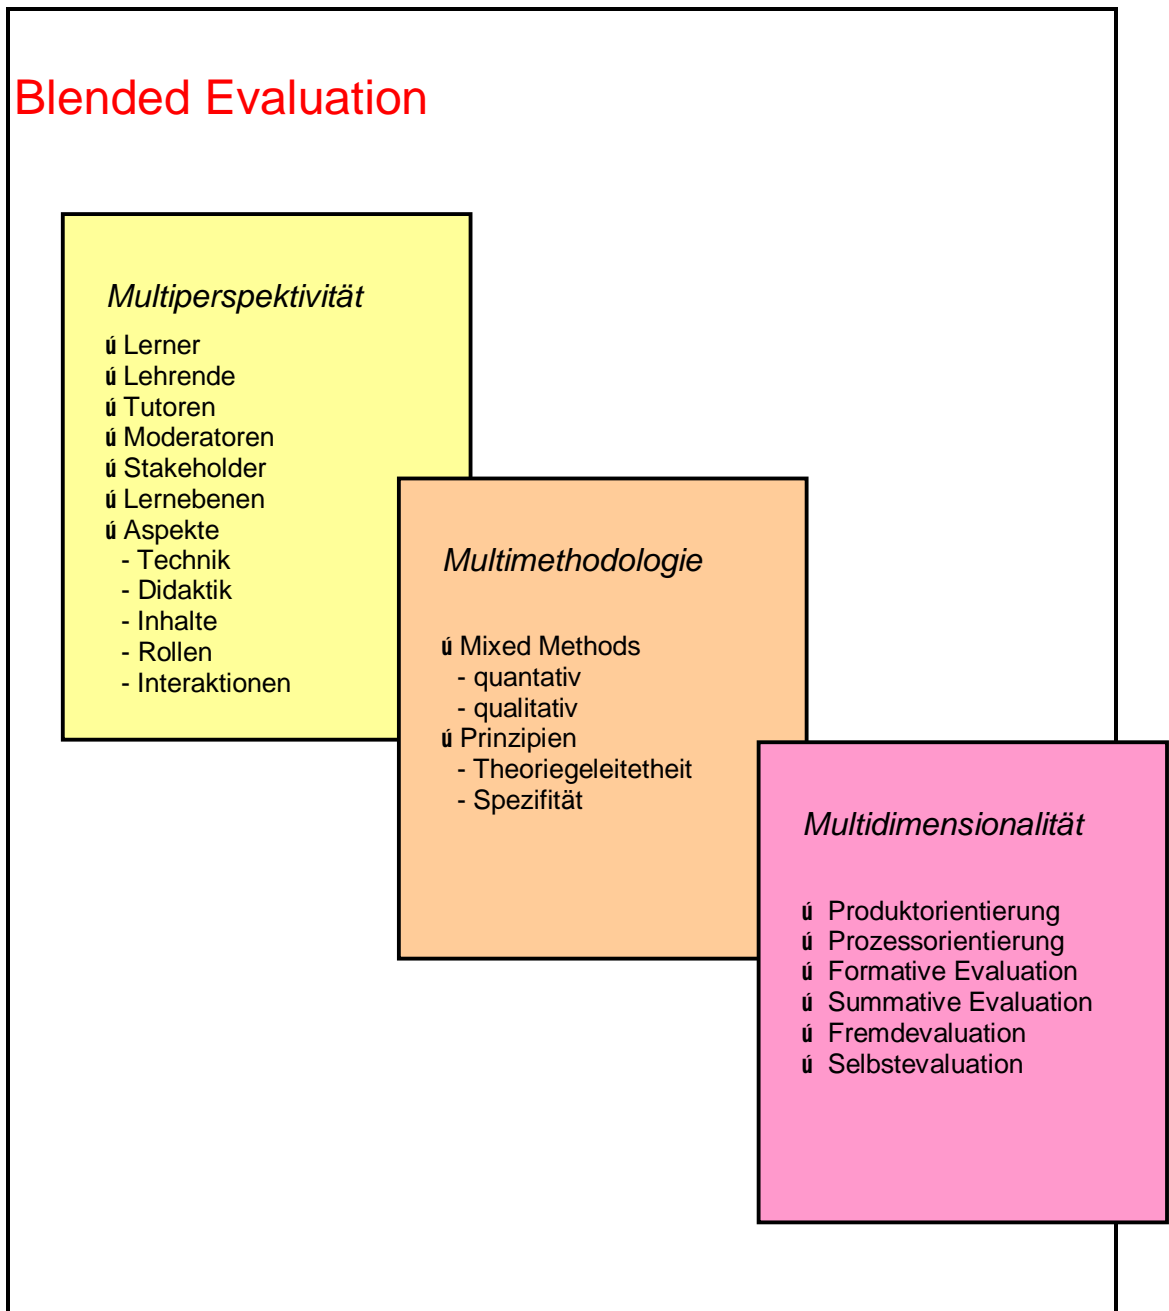 Blended Evaluation
Multiperspektivität
ú Lerner
ú Lehrende
ú Tutoren
ú Moderatoren
ú Stakeholder
ú Lernebenen
ú Aspekte
- Technik
- Didaktik
- Inhalte
- Rollen
- Interaktionen
Multimethodologie
ú Mixed Methods
- quantativ
- qualitativ
ú Prinzipien
- Theoriegeleitetheit
- Spezifität
Multidimensionalität
ú Produktorientierung
ú Prozessorientierung
ú Formative Evaluation
ú Summative Evaluation
ú Fremdevaluation
ú Selbstevaluation